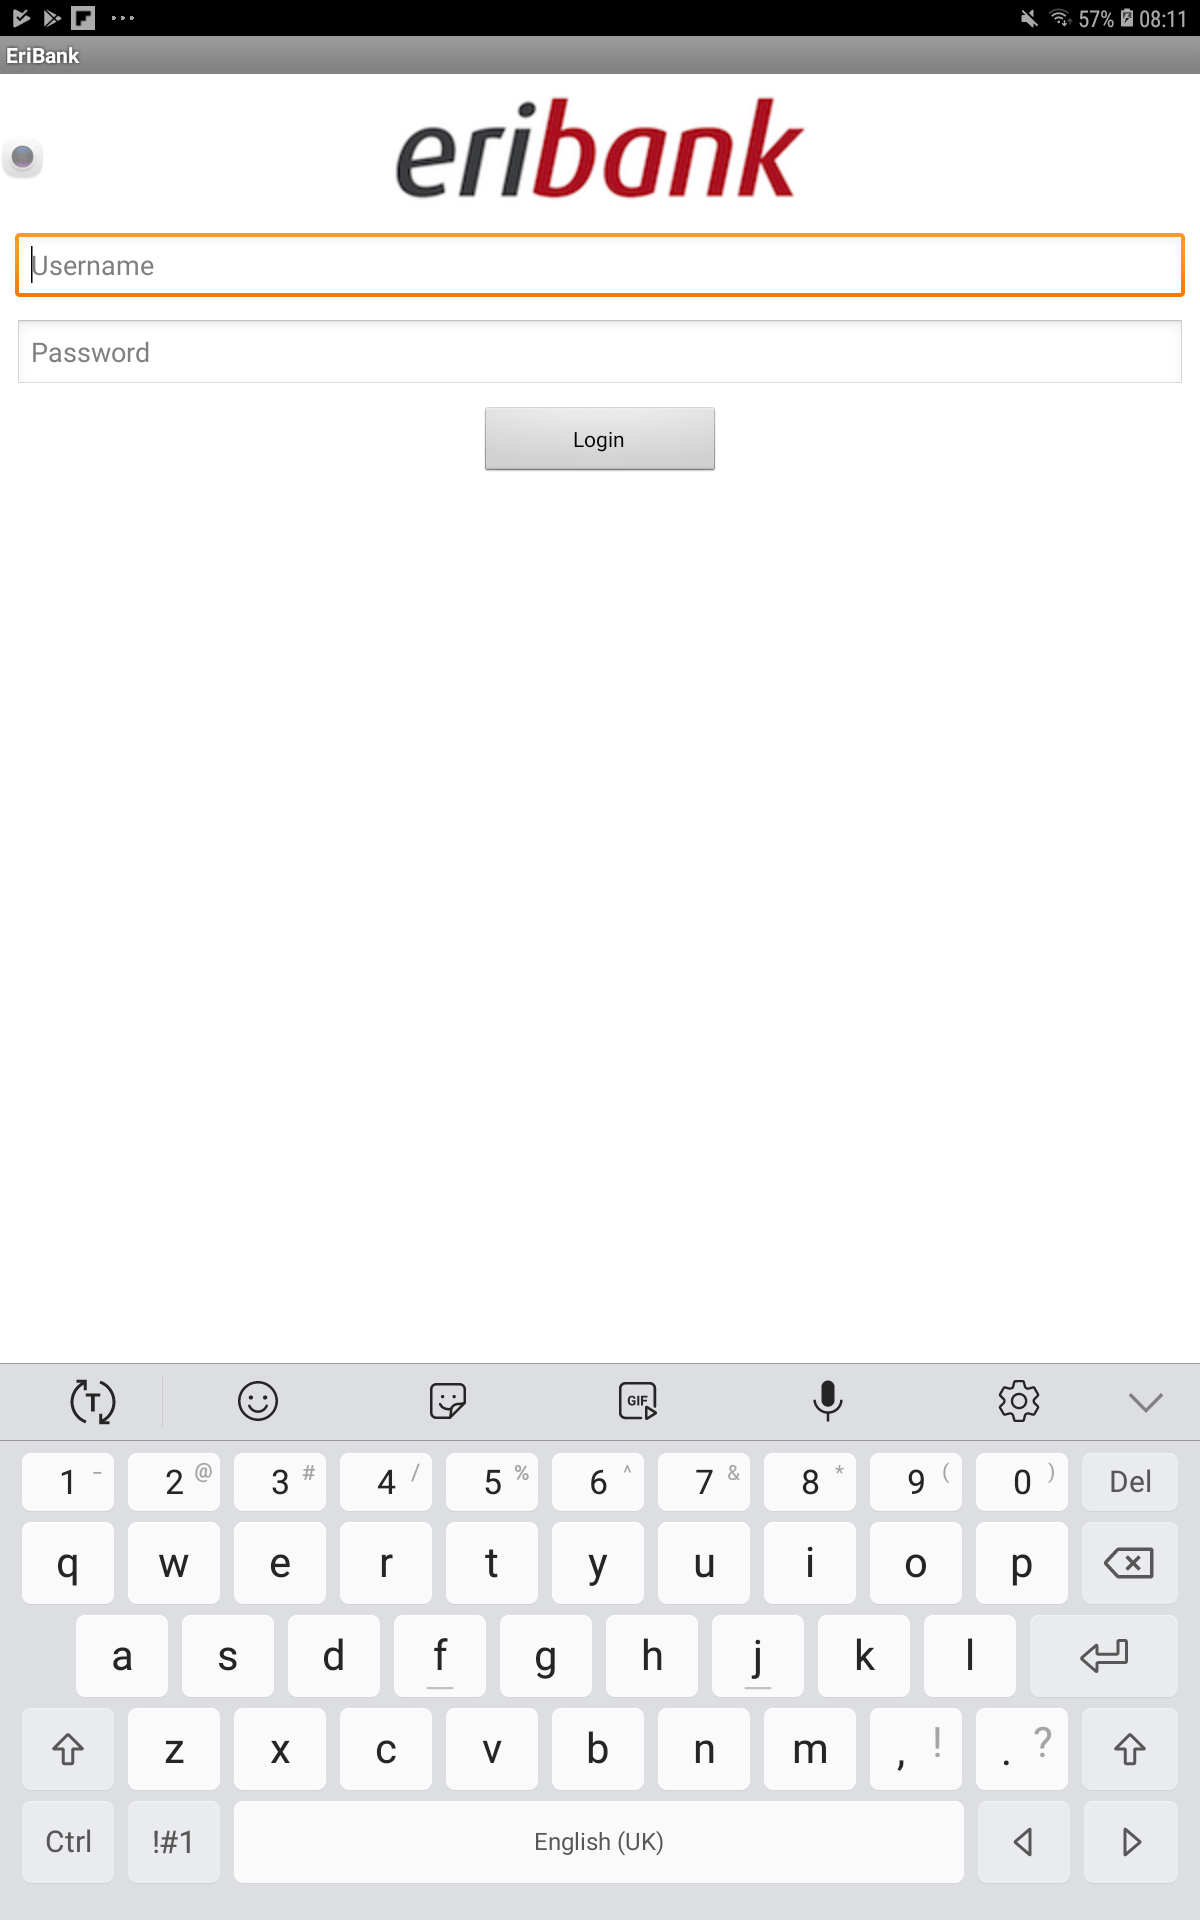 57% 08:11
EriBank
eribank
Username
Password
Login
T GIF
1 - 2 @ 3 # 4 / 5 % 6 ^ 7 & 8 * 9 ( 0 ) Del
q w e r t y u i o p
a s d f g h j k l
z x c v b n m , ! . ?
Ctrl !#1 English (UK)